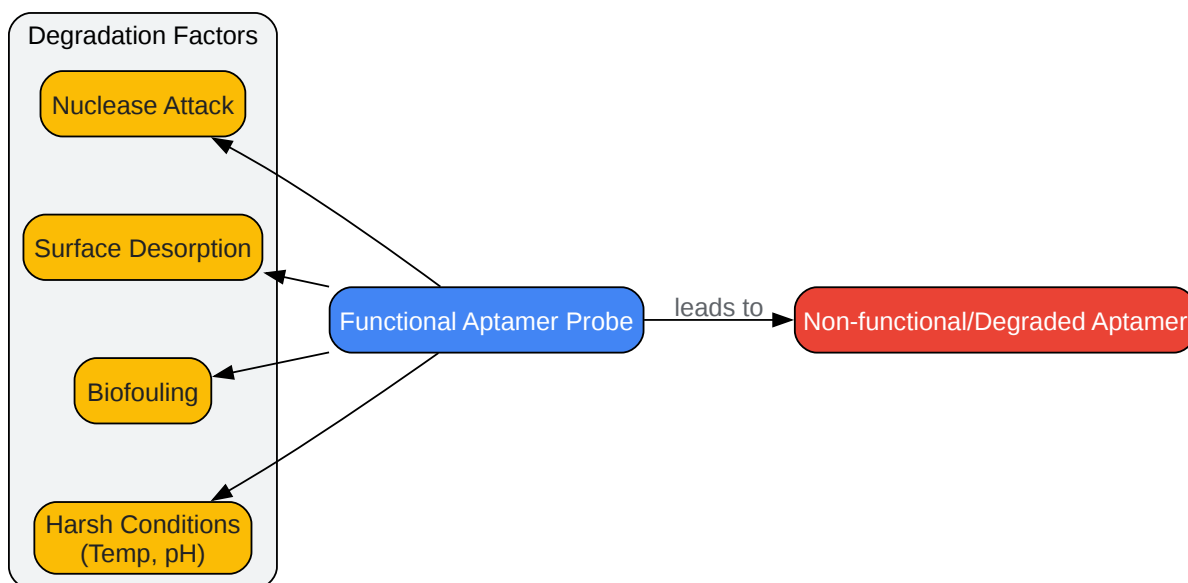 Degradation Factors
Nuclease Attack
Surface Desorption
Functional Aptamer Probe
leads to
Non-functional/Degraded Aptamer
Biofouling
Harsh Conditions
(Temp, pH)